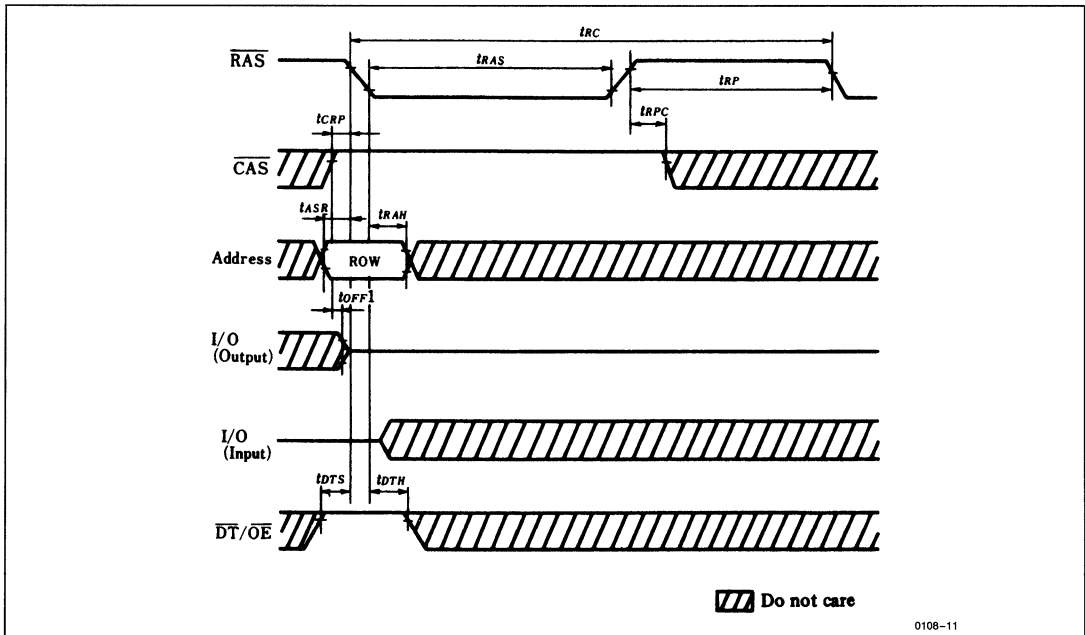 tRC
RAS
tRAS
tRP
tCRP
tRPC
CAS
tASR
tRAH
Address
ROW
tOFF1
I/O
(Output)
I/O
(Input)
tDTS
tDTH
DT/OE
Do not care
0108-11